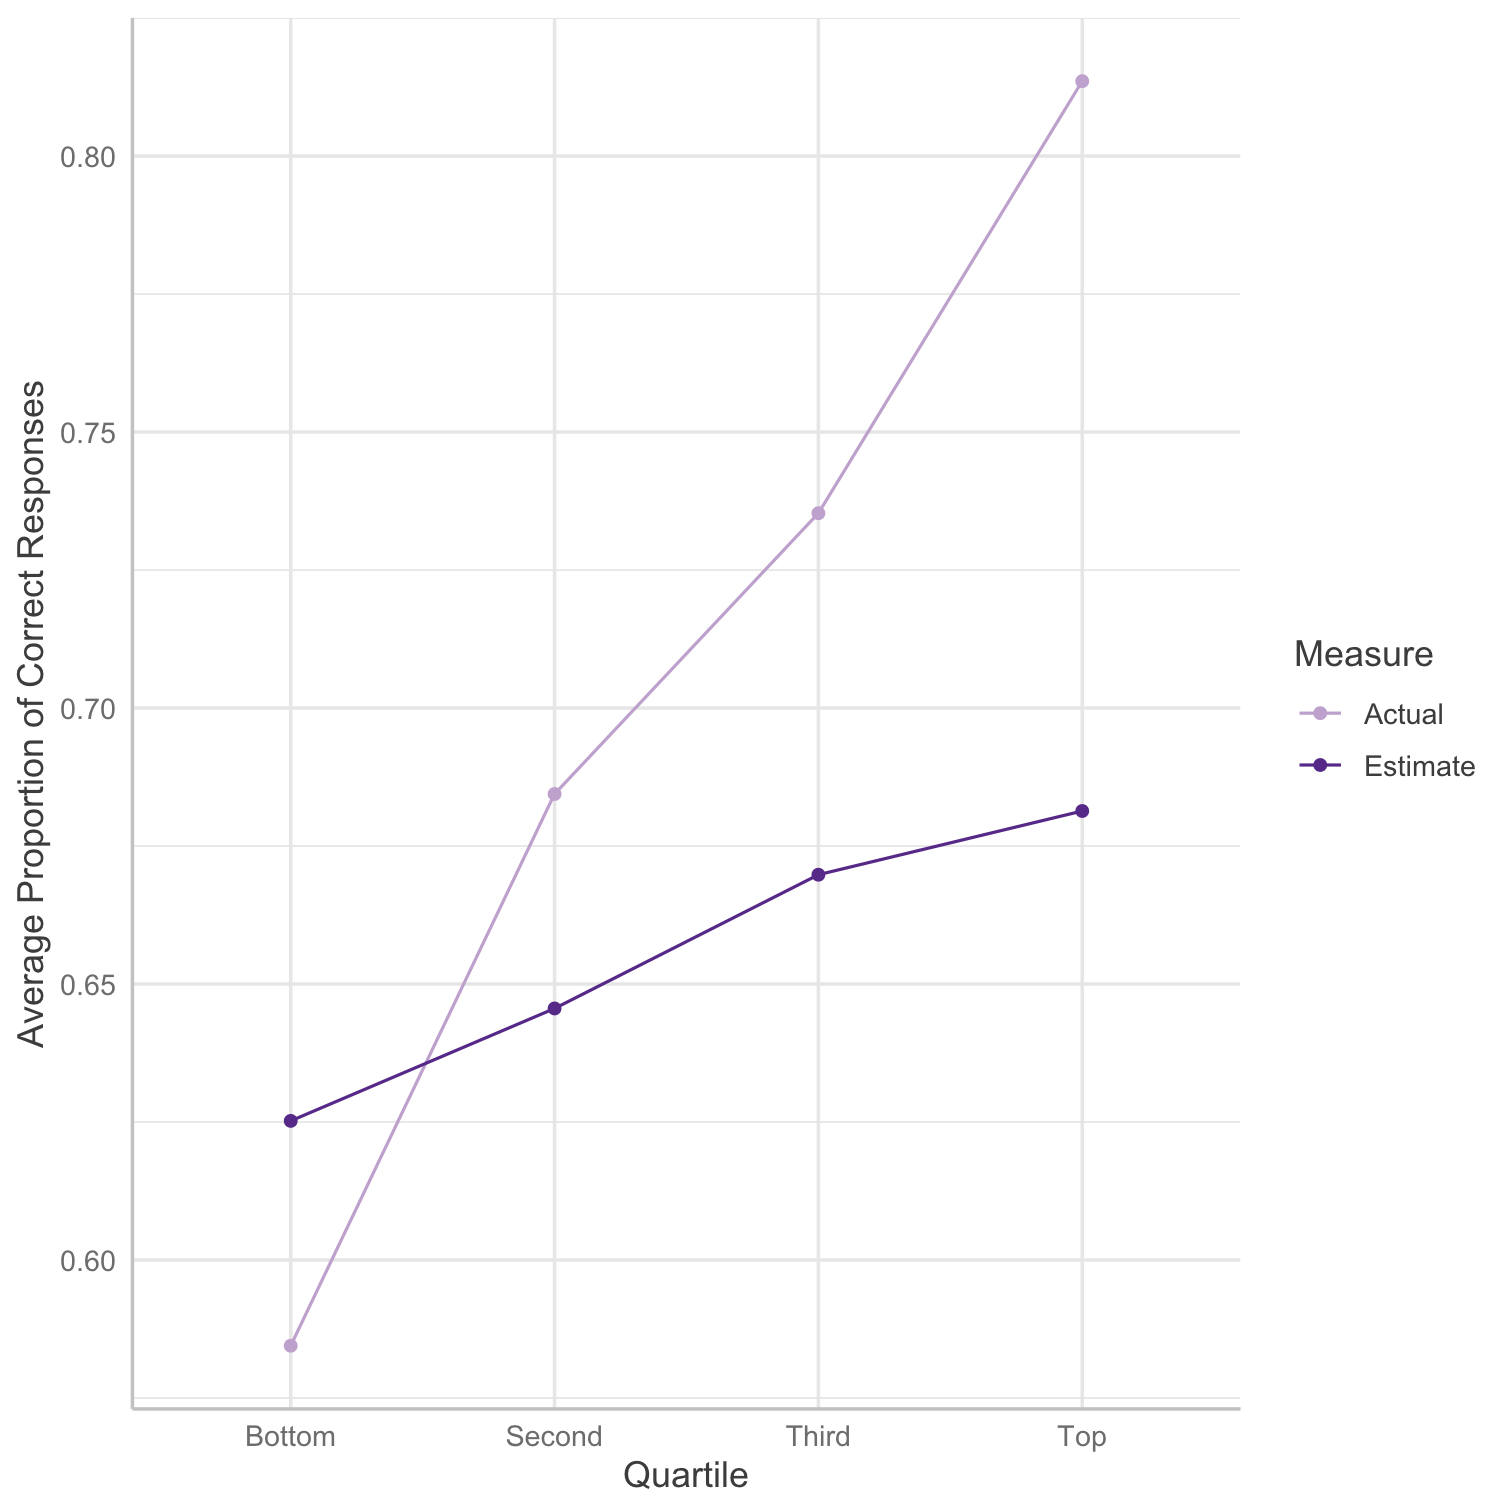 Average Proportion of Correct Responses
0.80
0.75
0.70
0.65
0.60
Bottom Second Third Top
Quartile
Measure
Actual
Estimate